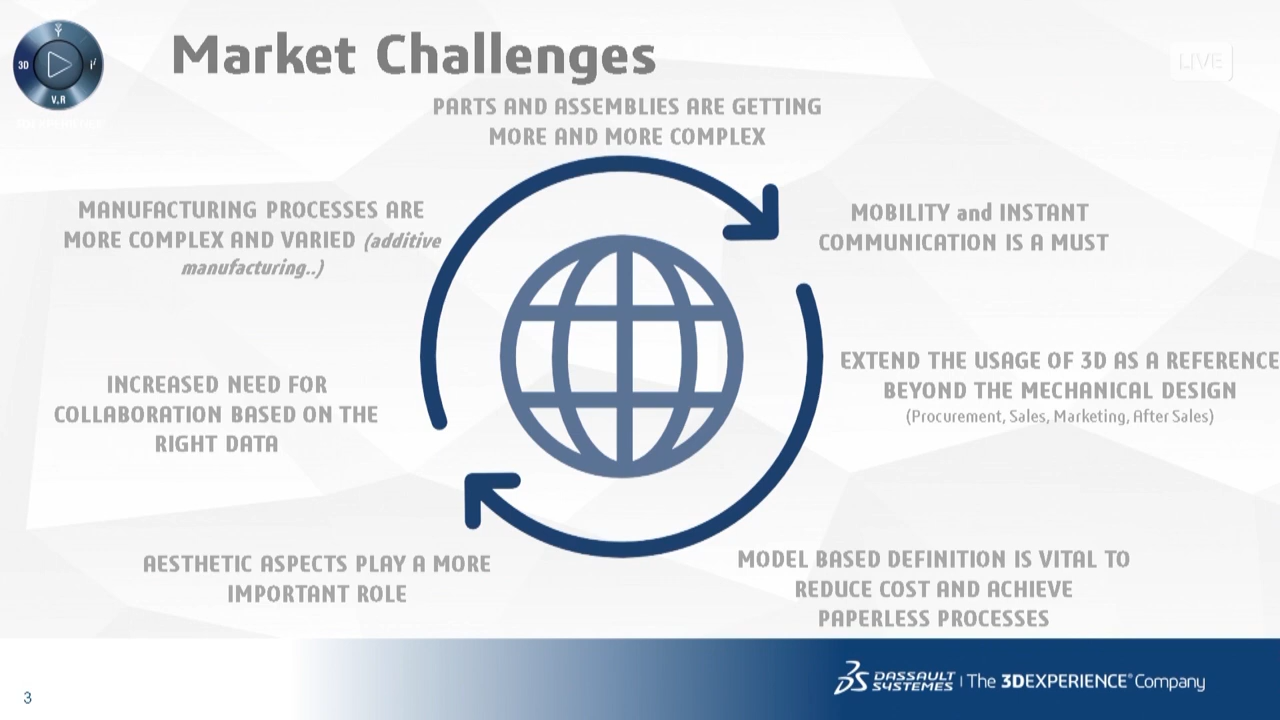 Market Challenges
LIVE
3D
V.R
PARTS AND ASSEMBLIES ARE GETTING
MORE AND MORE COMPLEX
MANUFACTURING PROCESSES ARE
MORE COMPLEX AND VARIED (additive
manufacturing..)
MOBILITY and INSTANT
COMMUNICATION IS A MUST
INCREASED NEED FOR
COLLABORATION BASED ON THE
RIGHT DATA
EXTEND THE USAGE OF 3D AS A REFERENCE
BEYOND THE MECHANICAL DESIGN
(Procurement, Sales, Marketing, After Sales)
AESTHETIC ASPECTS PLAY A MORE
IMPORTANT ROLE
MODEL BASED DEFINITION IS VITAL TO
REDUCE COST AND ACHIEVE
PAPERLESS PROCESSES
3
DASSAULT
SYSTEMES
The 3DEXPERIENCE® Company